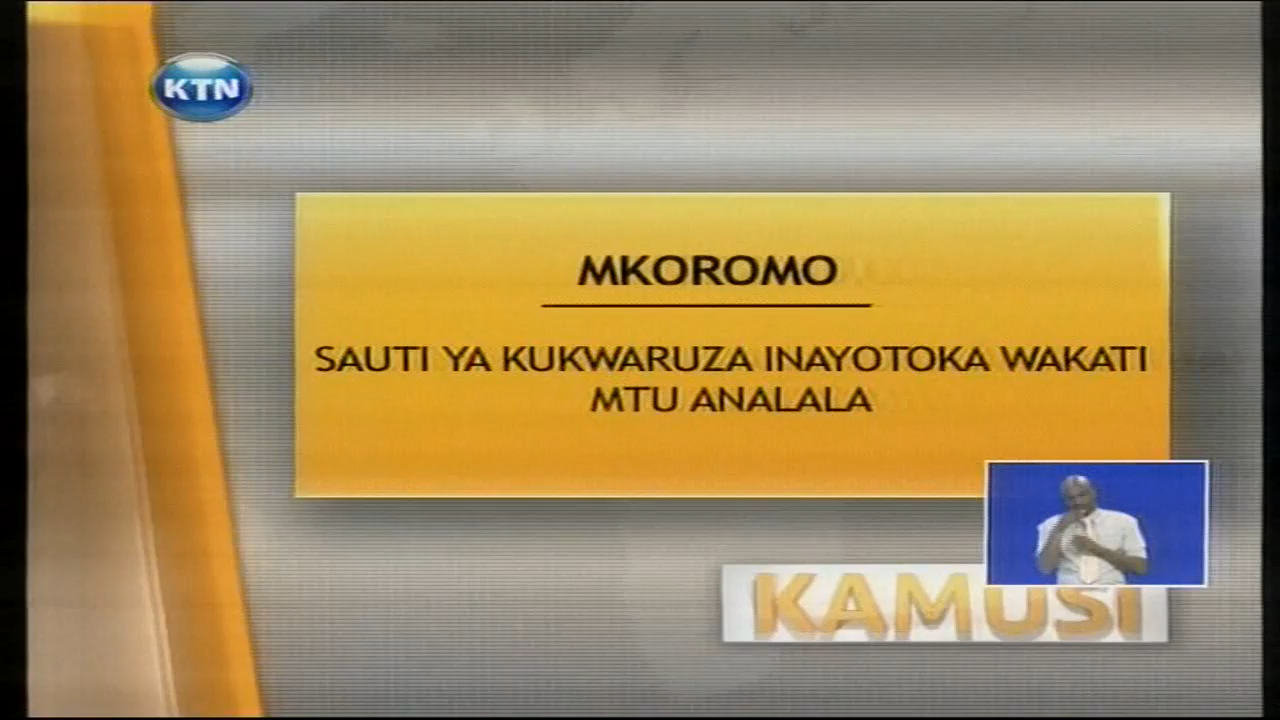 KTN
MKOROMO
SAUTI YA KUKWARUZA INAYOTOKA WAKATI
MTU ANALALA
KAMUSI